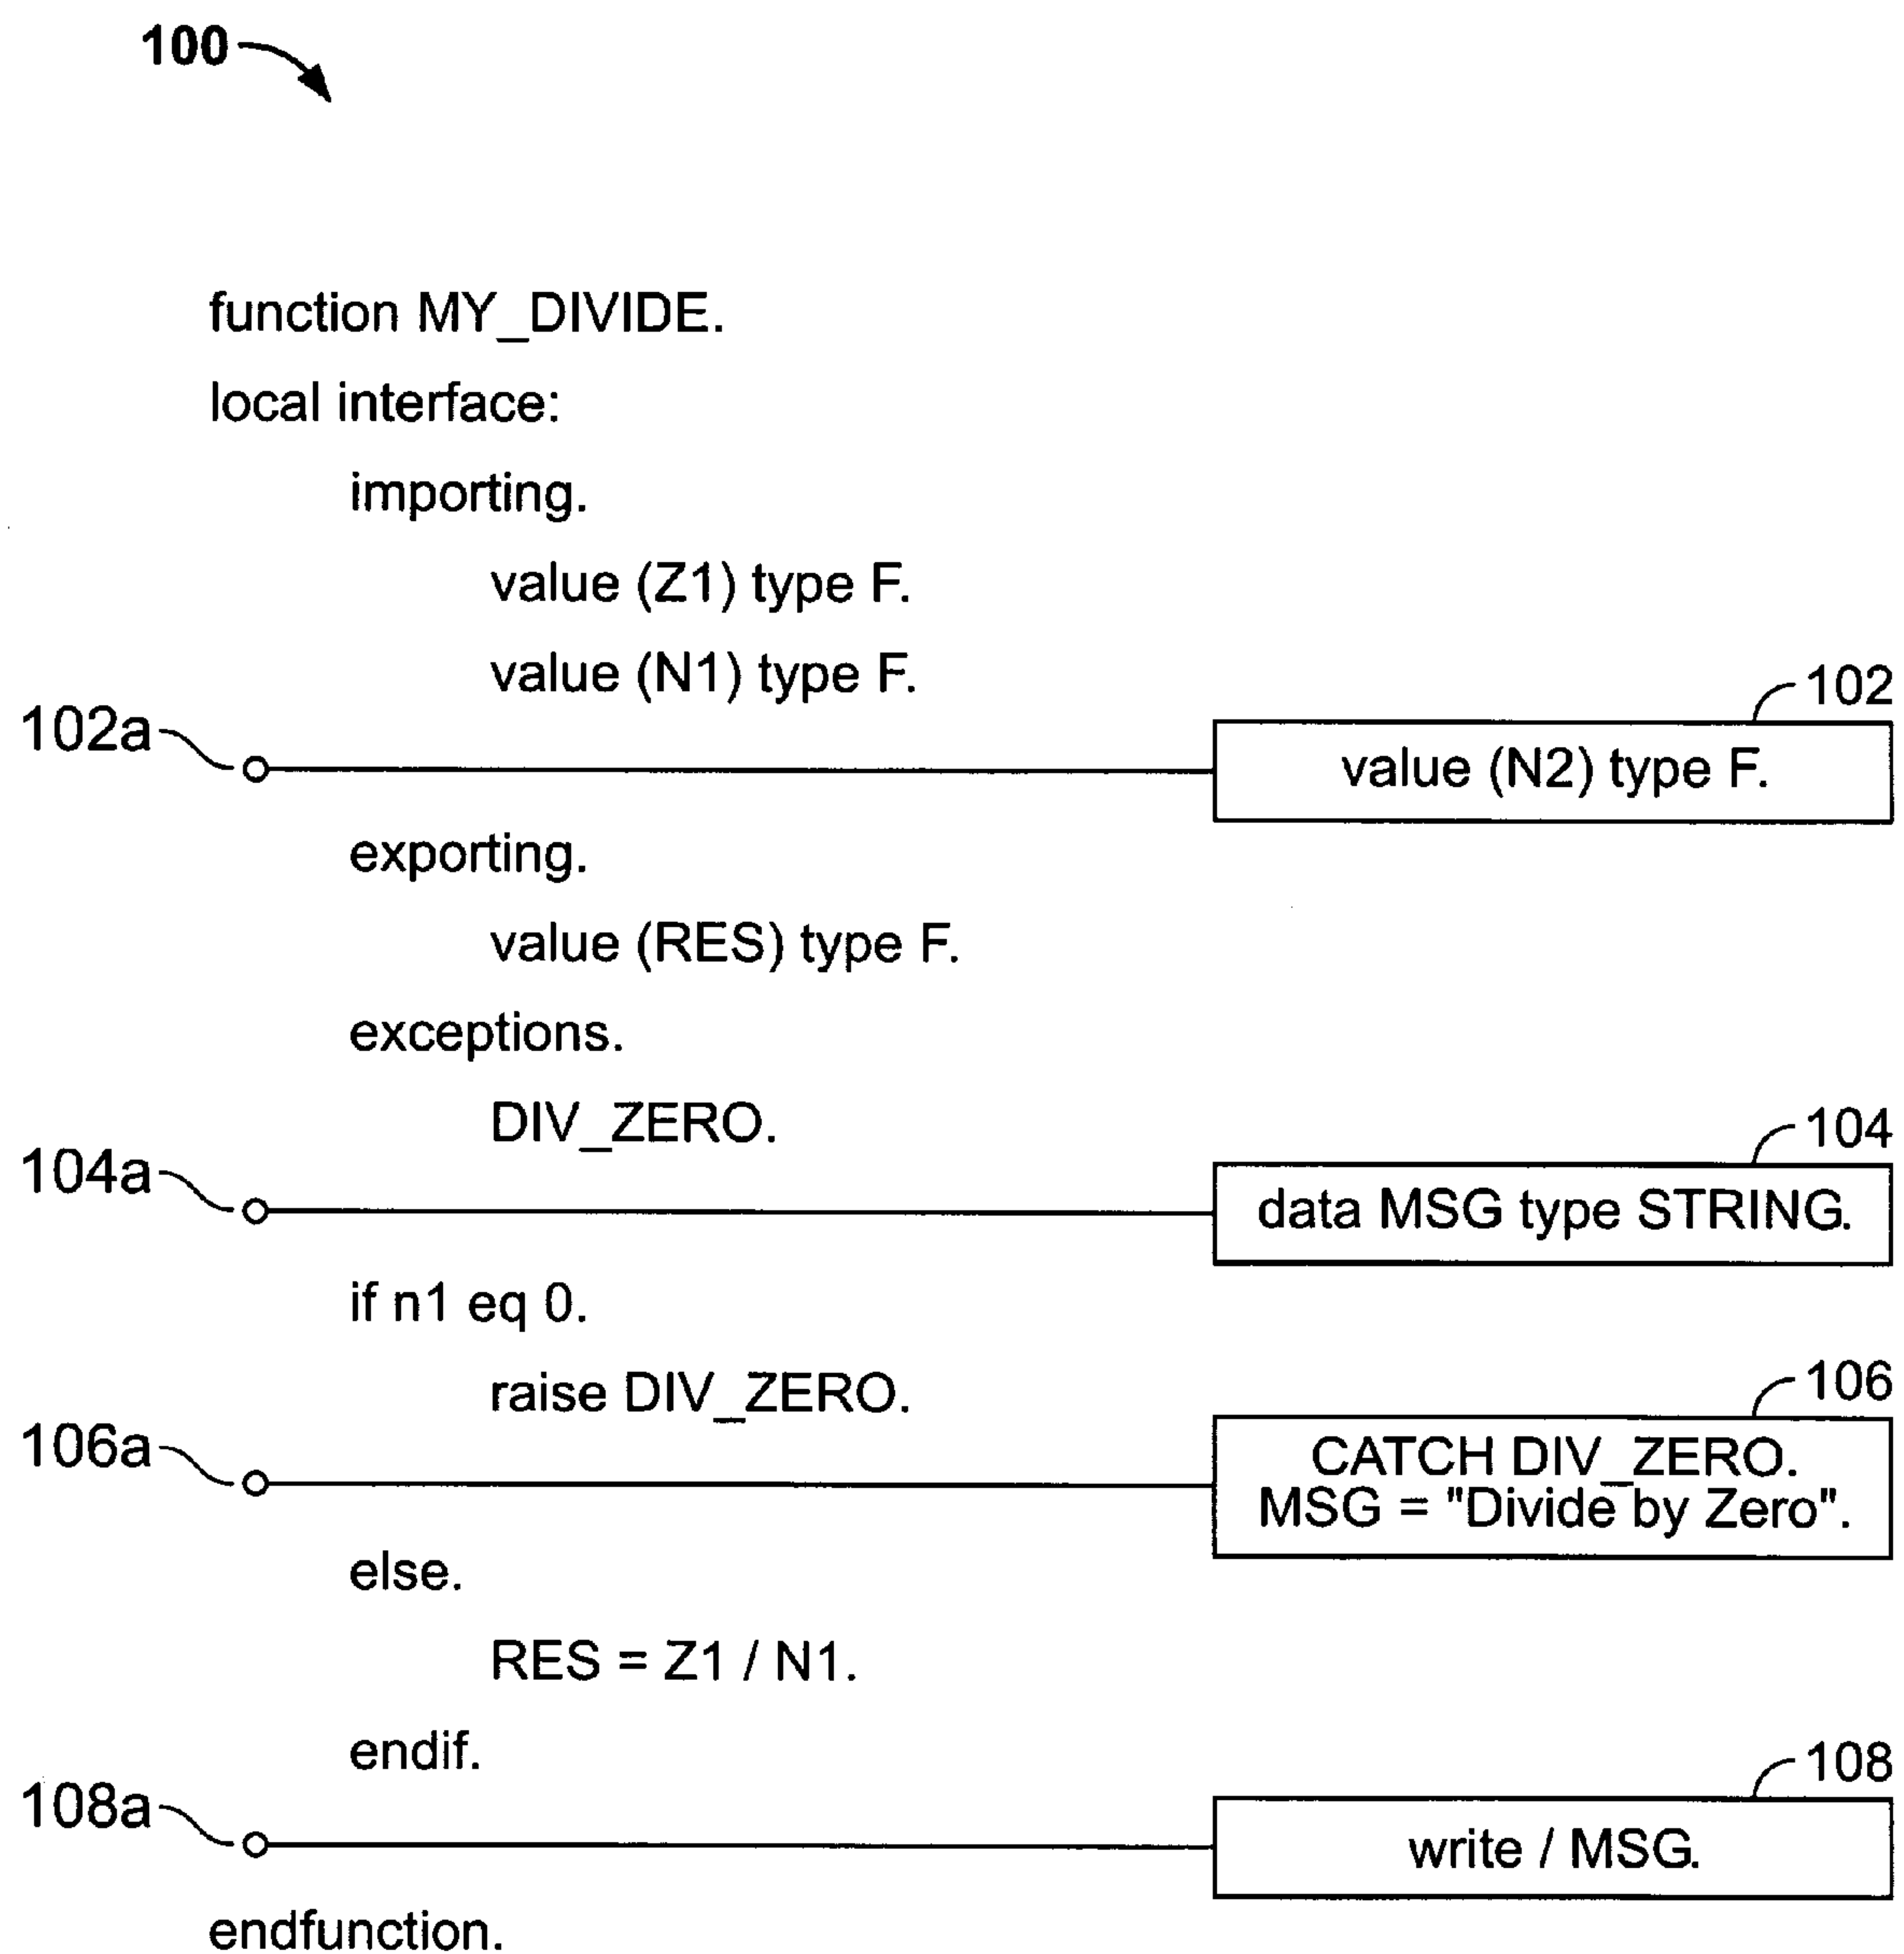 100
function MY_DIVIDE.
local interface:
importing.
value (Z1) type F.
value (N1) type F.
102
102a
value (N2) type F.
exporting.
value (RES) type F.
exceptions.
DIV_ZERO.
104
104a
data MSG type STRING.
if n1 eq 0.
raise DIV_ZERO.
106
106a
CATCH DIV_ZERO.
MSG = "Divide by Zero".
else.
RES = Z1 / N1.
endif.
108
108a
write / MSG.
endfunction.